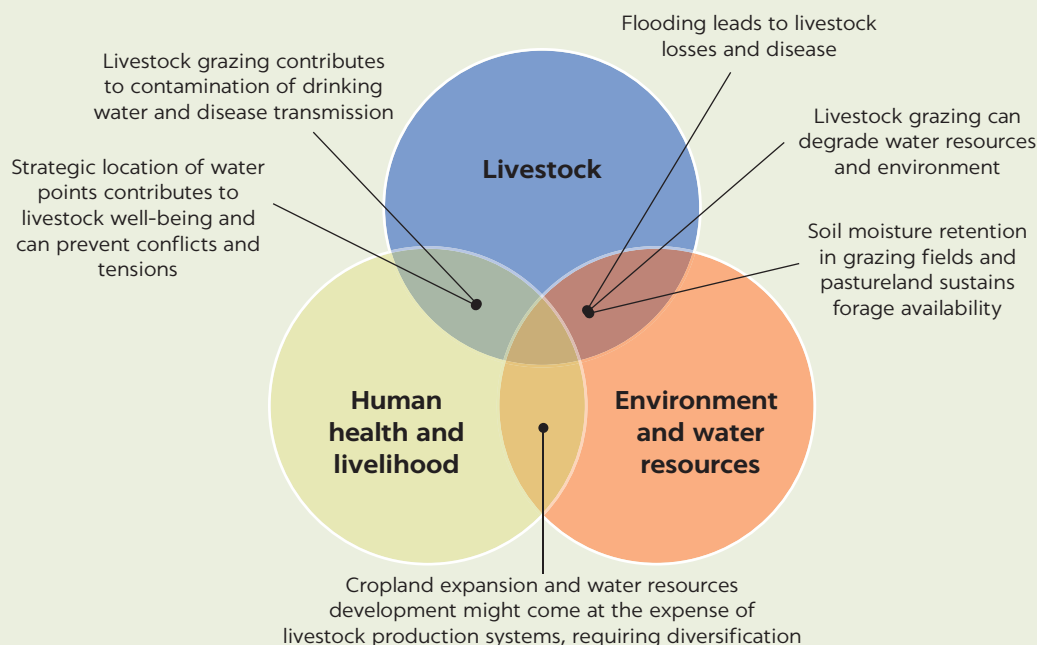 Flooding leads to livestock
losses and disease
Livestock grazing contributes
to contamination of drinking
water and disease transmission
Livestock grazing can
degrade water resources
and environment
Strategic location of water
points contributes to
livestock well-being and
can prevent conflicts and
tensions
Livestock
Soil moisture retention
in grazing fields and
pastureland sustains
forage availability
Human
health and
livelihood
Environment
and water
resources
Cropland expansion and water resources
development might come at the expense of
livestock production systems, requiring diversification